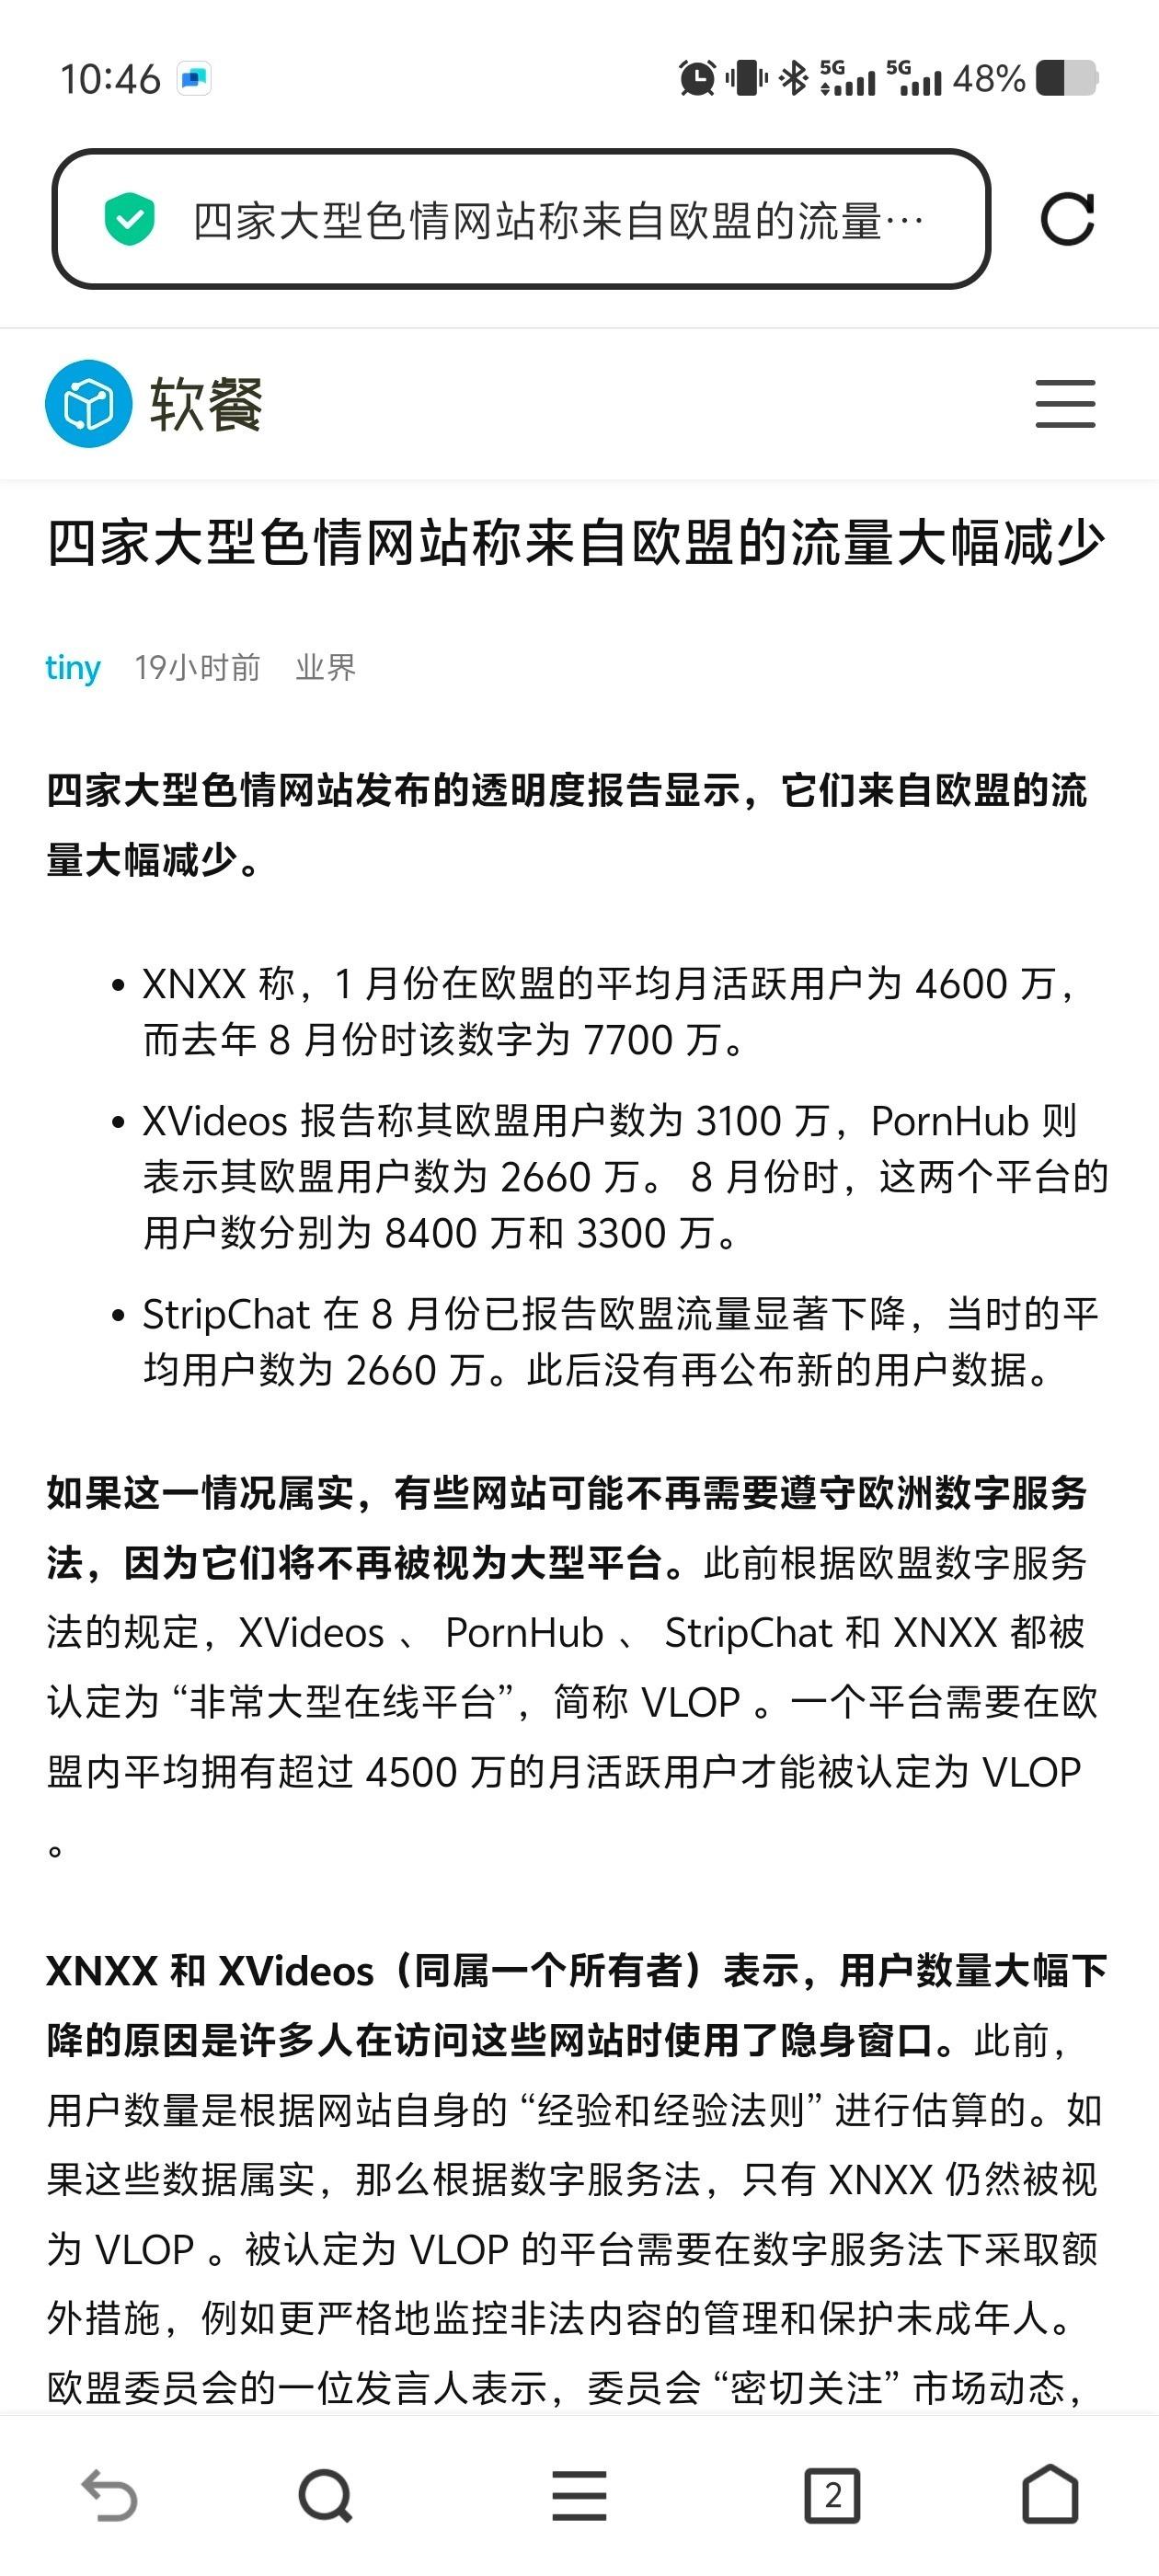 10:46
5G 5G 48%
四家大型色情网站称来自欧盟的流量…
软餐
四家大型色情网站称来自欧盟的流量大幅减少
tiny 19小时前 业界
四家大型色情网站发布的透明度报告显示，它们来自欧盟的流
量大幅减少。
• XNXX 称，1 月份在欧盟的平均月活跃用户为 4600 万，
而去年 8 月份时该数字为 7700 万。
• XVideos 报告称其欧盟用户数为 3100 万，PornHub 则
表示其欧盟用户数为 2660 万。 8 月份时，这两个平台的
用户数分别为 8400 万和 3300 万。
• StripChat 在 8 月份已报告欧盟流量显著下降，当时的平
均用户数为 2660 万。此后没有再公布新的用户数据。
如果这一情况属实，有些网站可能不再需要遵守欧洲数字服务
法，因为它们将不再被视为大型平台。此前根据欧盟数字服务
法的规定，XVideos 、 PornHub 、 StripChat 和 XNXX 都被
认定为 “非常大型在线平台”，简称 VLOP 。一个平台需要在欧
盟内平均拥有超过 4500 万的月活跃用户才能被认定为 VLOP
。
XNXX 和 XVideos（同属一个所有者）表示，用户数量大幅下
降的原因是许多人在访问这些网站时使用了隐身窗口。此前，
用户数量是根据网站自身的 “经验和经验法则” 进行估算的。如
果这些数据属实，那么根据数字服务法，只有 XNXX 仍然被视
为 VLOP 。被认定为 VLOP 的平台需要在数字服务法下采取额
外措施，例如更严格地监控非法内容的管理和保护未成年人。
欧盟委员会的一位发言人表示，委员会 “密切关注” 市场动态，
2